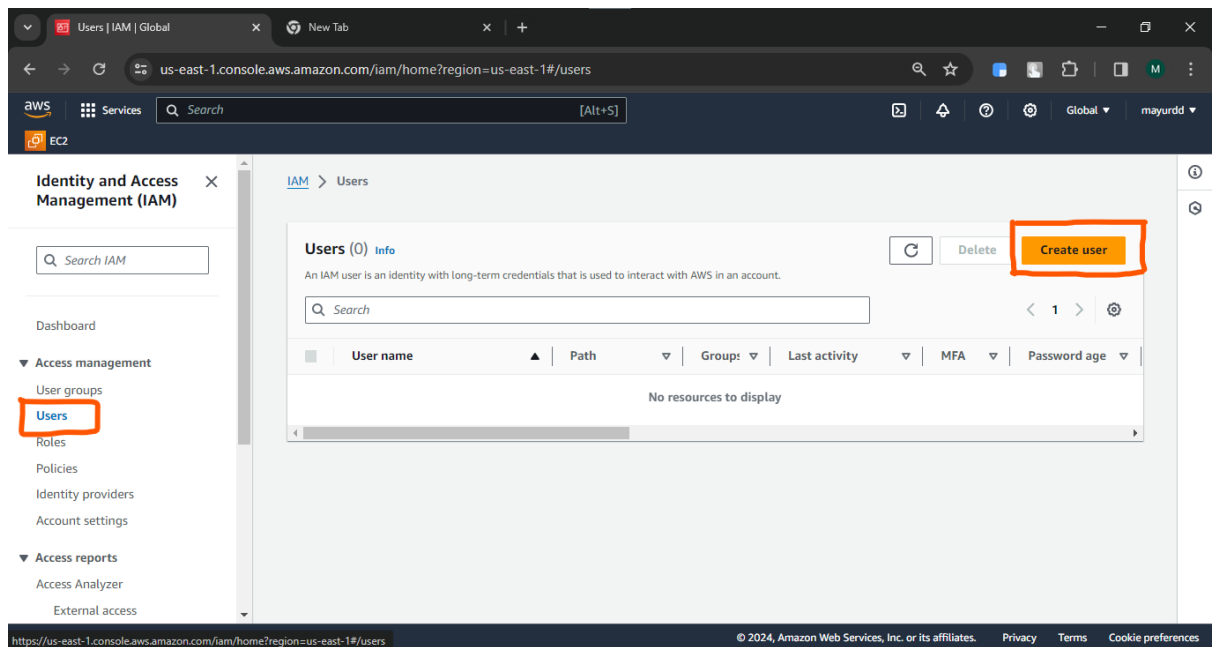 Users | IAM | Global
New Tab
us-east-1.console.aws.amazon.com/iam/home?region=us-east-1#/users
M
aws
Services
Search
[Alt+S]
Global
mayurdd
EC2
Identity and Access
Management (IAM)
Search IAM
Dashboard
Access management
User groups
Users
Roles
Policies
Identity providers
Account settings
Access reports
Access Analyzer
External access
IAM > Users
Users (0) Info
Delete
Create user
An IAM user is an identity with long-term credentials that is used to interact with AWS in an account.
Search
1
User name
Path
Groups
Last activity
MFA
Password age
No resources to display
https://us-east-1.console.aws.amazon.com/iam/home?region=us-east-1#/users
© 2024, Amazon Web Services, Inc. or its affiliates.
Privacy
Terms
Cookie preferences